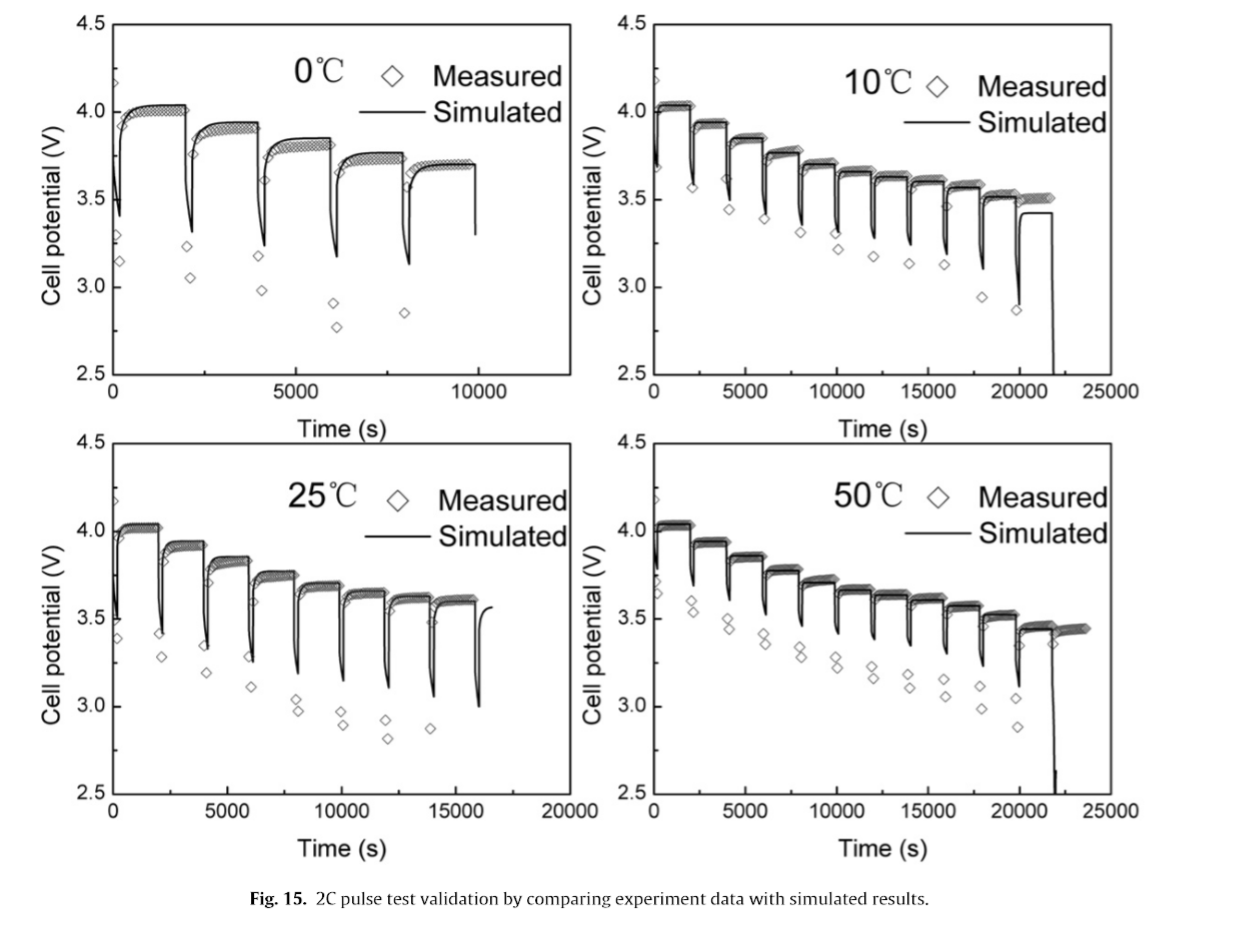 4.5
4.0
3.5
3.0
2.5
Cell potential (V)
0℃
Measured
Simulated
0
5000
10000
Time (s)
4.5
4.0
3.5
3.0
2.5
Cell potential (V)
10℃
Measured
Simulated
0
5000
10000
15000
20000
25000
Time (s)
4.5
4.0
3.5
3.0
2.5
Cell potential (V)
25℃
Measured
Simulated
0
5000
10000
15000
20000
Time (s)
4.5
4.0
3.5
3.0
2.5
Cell potential (V)
50℃
Measured
Simulated
0
5000
10000
15000
20000
25000
Time (s)
Fig. 15. 2C pulse test validation by comparing experiment data with simulated results.